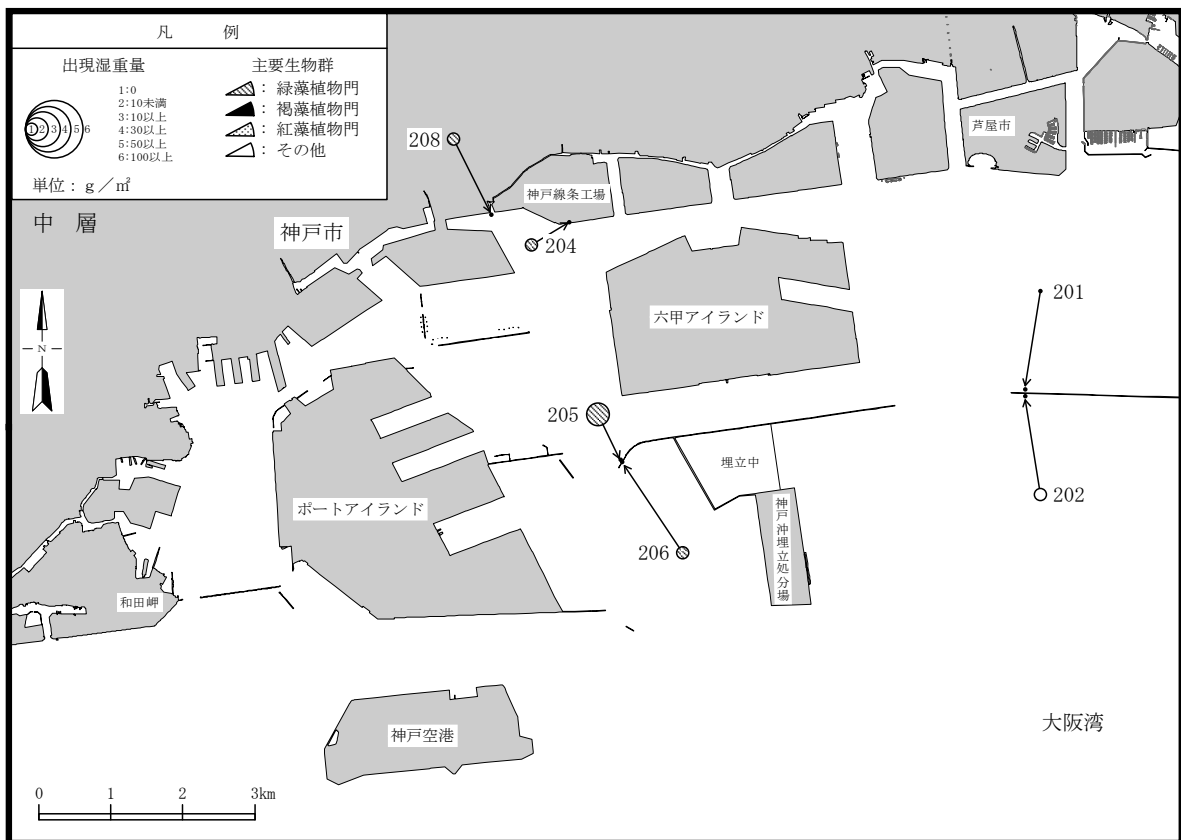 凡 例
出現湿重量
1:0
2:10未満
3:10以上
4:30以上
5:50以上
6:100以上
1 2 3 4 5 6
単位：g／㎡
主要生物群
：緑藻植物門
：褐藻植物門
：紅藻植物門
：その他
中 層
神戸市
N
208
神戸線条工場
204
芦屋市
六甲アイランド
201
205
埋立中
202
ポートアイランド
206
神戸沖埋立処分場
和田岬
神戸空港
大阪湾
0 1 2 3km